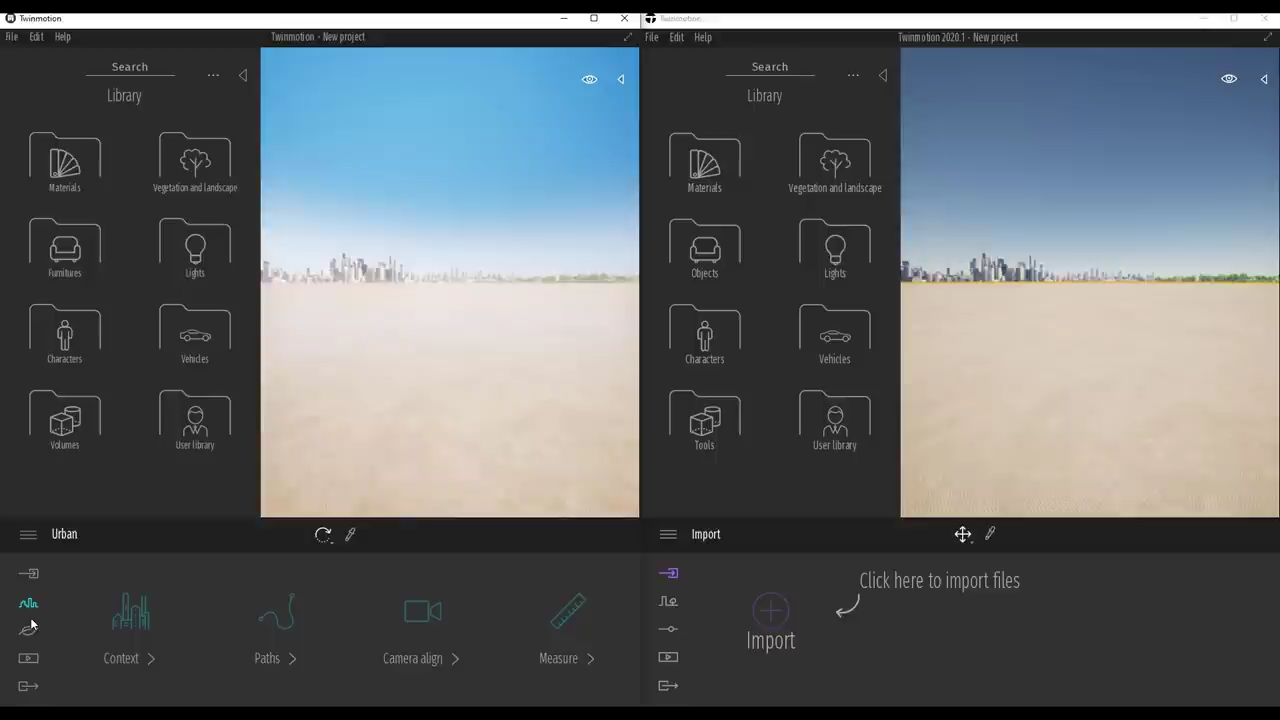 Twinmotion
File Edit Help
Twinmotion - New project
Search
...
Library
Materials
Vegetation and landscape
Furnitures
Lights
Characters
Vehicles
Volumes
User library
Urban
Context
Paths
Camera align
Measure
Twinmotion
File Edit Help
Twinmotion 2020.1 - New project
Search
...
Library
Materials
Vegetation and landscape
Objects
Lights
Characters
Vehicles
Tools
User library
Import
Click here to import files
Import